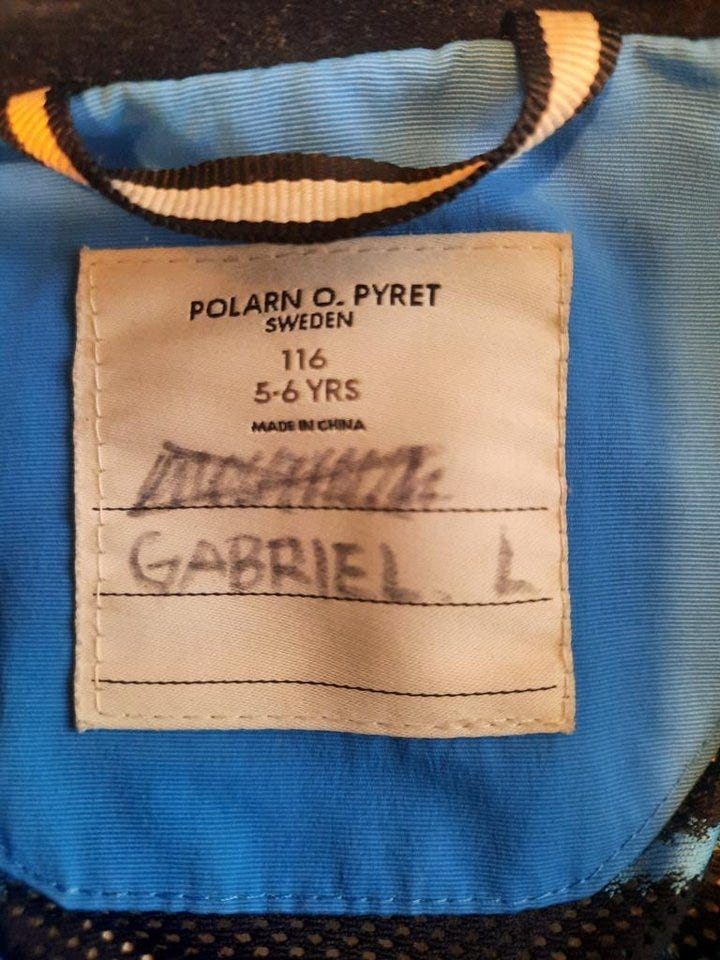 POLARN O. PYRET
SWEDEN
116
5-6 YRS
MADE IN CHINA
GABRIEL. L